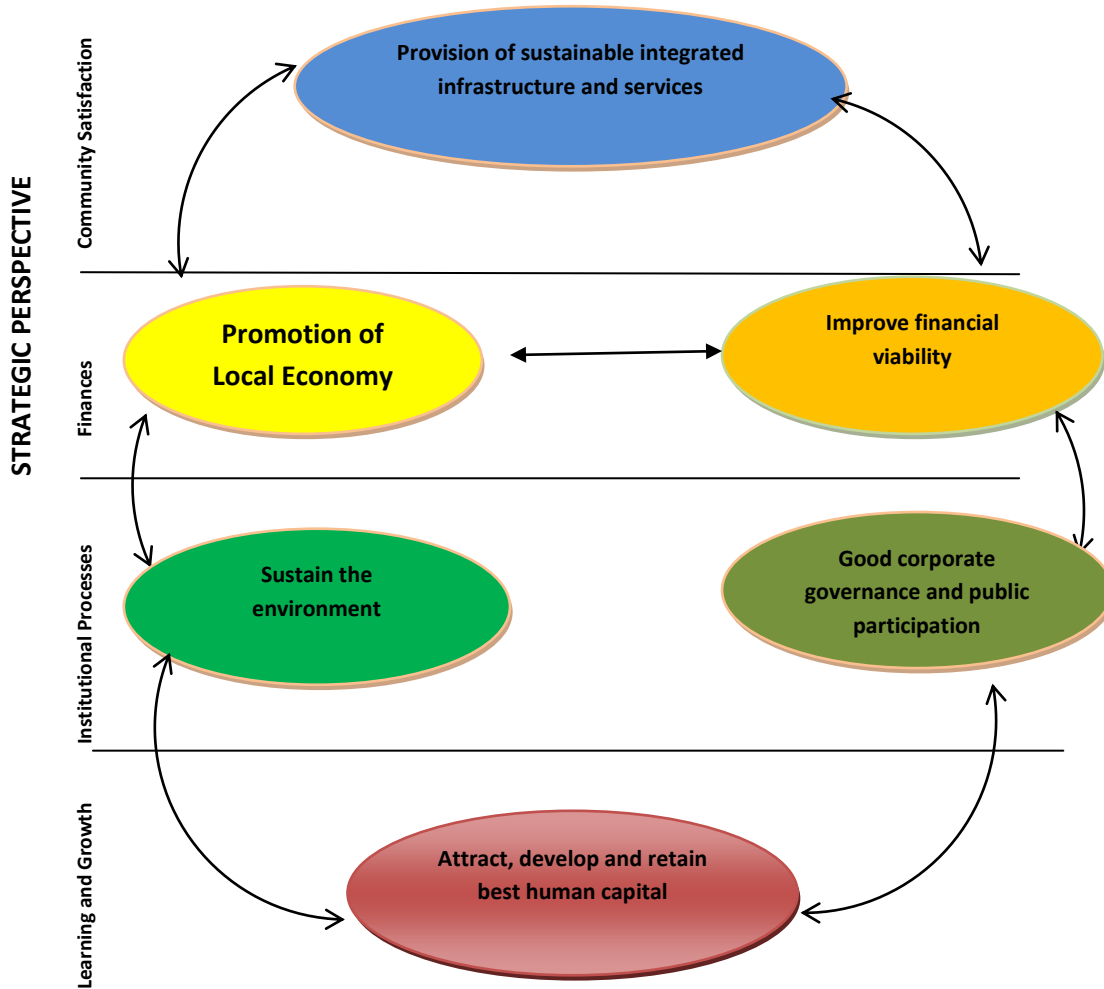 STRATEGIC PERSPECTIVE
Community Satisfaction
Provision of sustainable integrated
infrastructure and services
Finances
Promotion of
Local Economy
Improve financial
viability
Institutional Processes
Sustain the
environment
Good corporate
governance and public
participation
Learning and Growth
Attract, develop and retain
best human capital